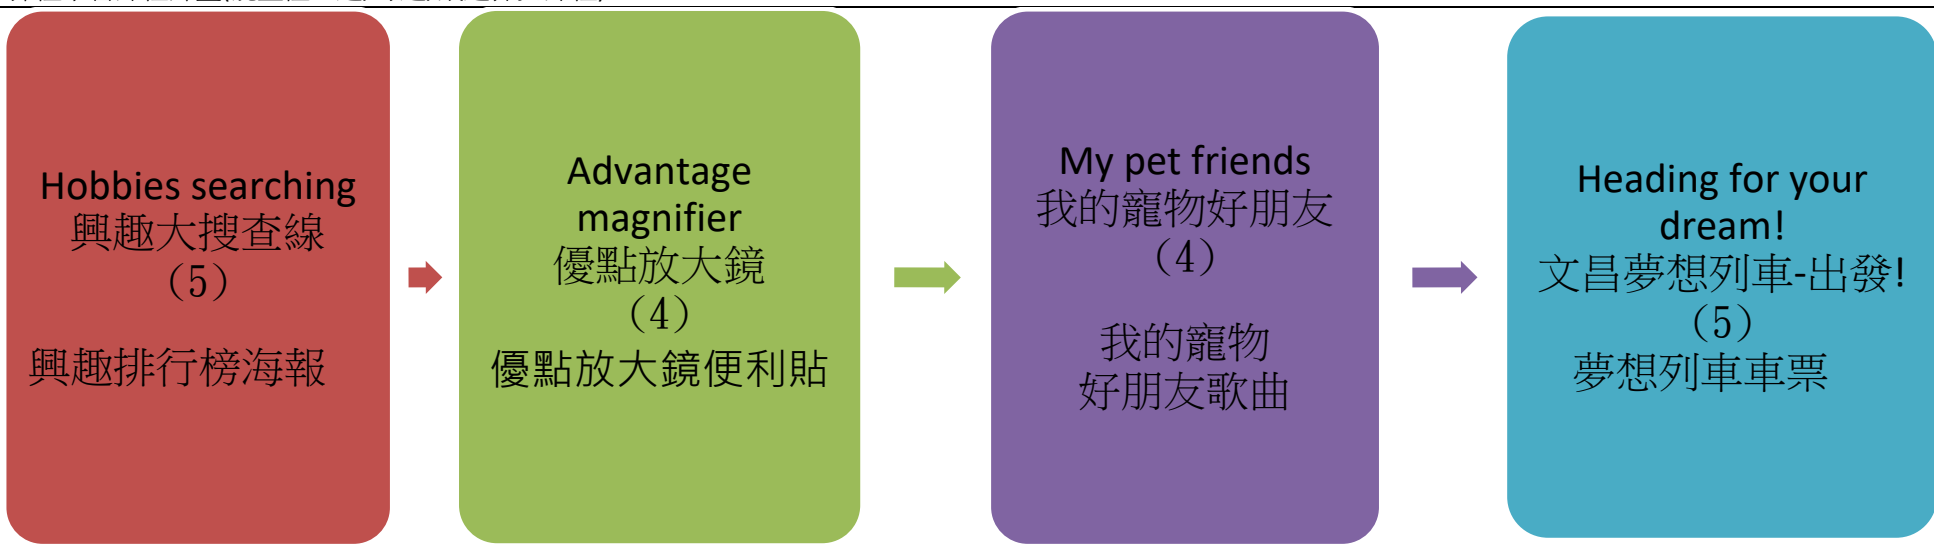 Hobbies searching
興趣大搜查線
（5）
興趣排行榜海報
Advantage
magnifier
優點放大鏡
（4）
優點放大鏡便利貼
My pet friends
我的寵物好朋友
（4）
我的寵物
好朋友歌曲
Heading for your
dream!
文昌夢想列車-出發!
（5）
夢想列車車票